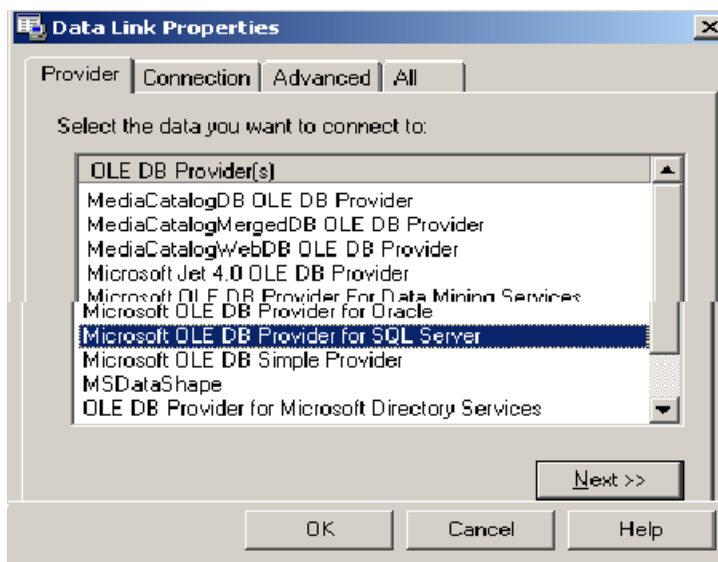 Data Link Properties
Provider Connection Advanced All
Select the data you want to connect to:
OLE DB Provider(s)
MediaCatalogDB OLE DB Provider
MediaCatalogMergedDB OLE DB Provider
MediaCatalogWebDB OLE DB Provider
Microsoft Jet 4.0 OLE DB Provider
Microsoft OLE DB Provider For Data Mining Services
Microsoft OLE DB Provider for Oracle
Microsoft OLE DB Provider for SQL Server
Microsoft OLE DB Simple Provider
MSDataShape
OLE DB Provider for Microsoft Directory Services
Next >>
OK Cancel Help